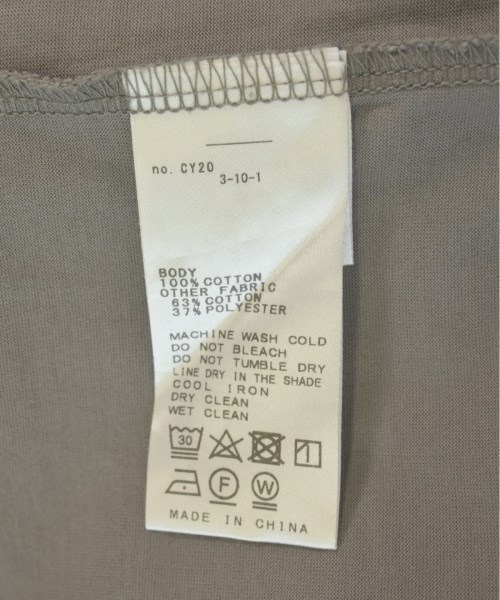 no. CY20
3-10-1
BODY
100% COTTON
OTHER FABRIC
63% COTTON
37% POLYESTER
MACHINE WASH COLD
DO NOT BLEACH
DO NOT TUMBLE DRY
LINE DRY IN THE SHADE
COOL IRON
DRY CLEAN
WET CLEAN
30
F W
MADE IN CHINA